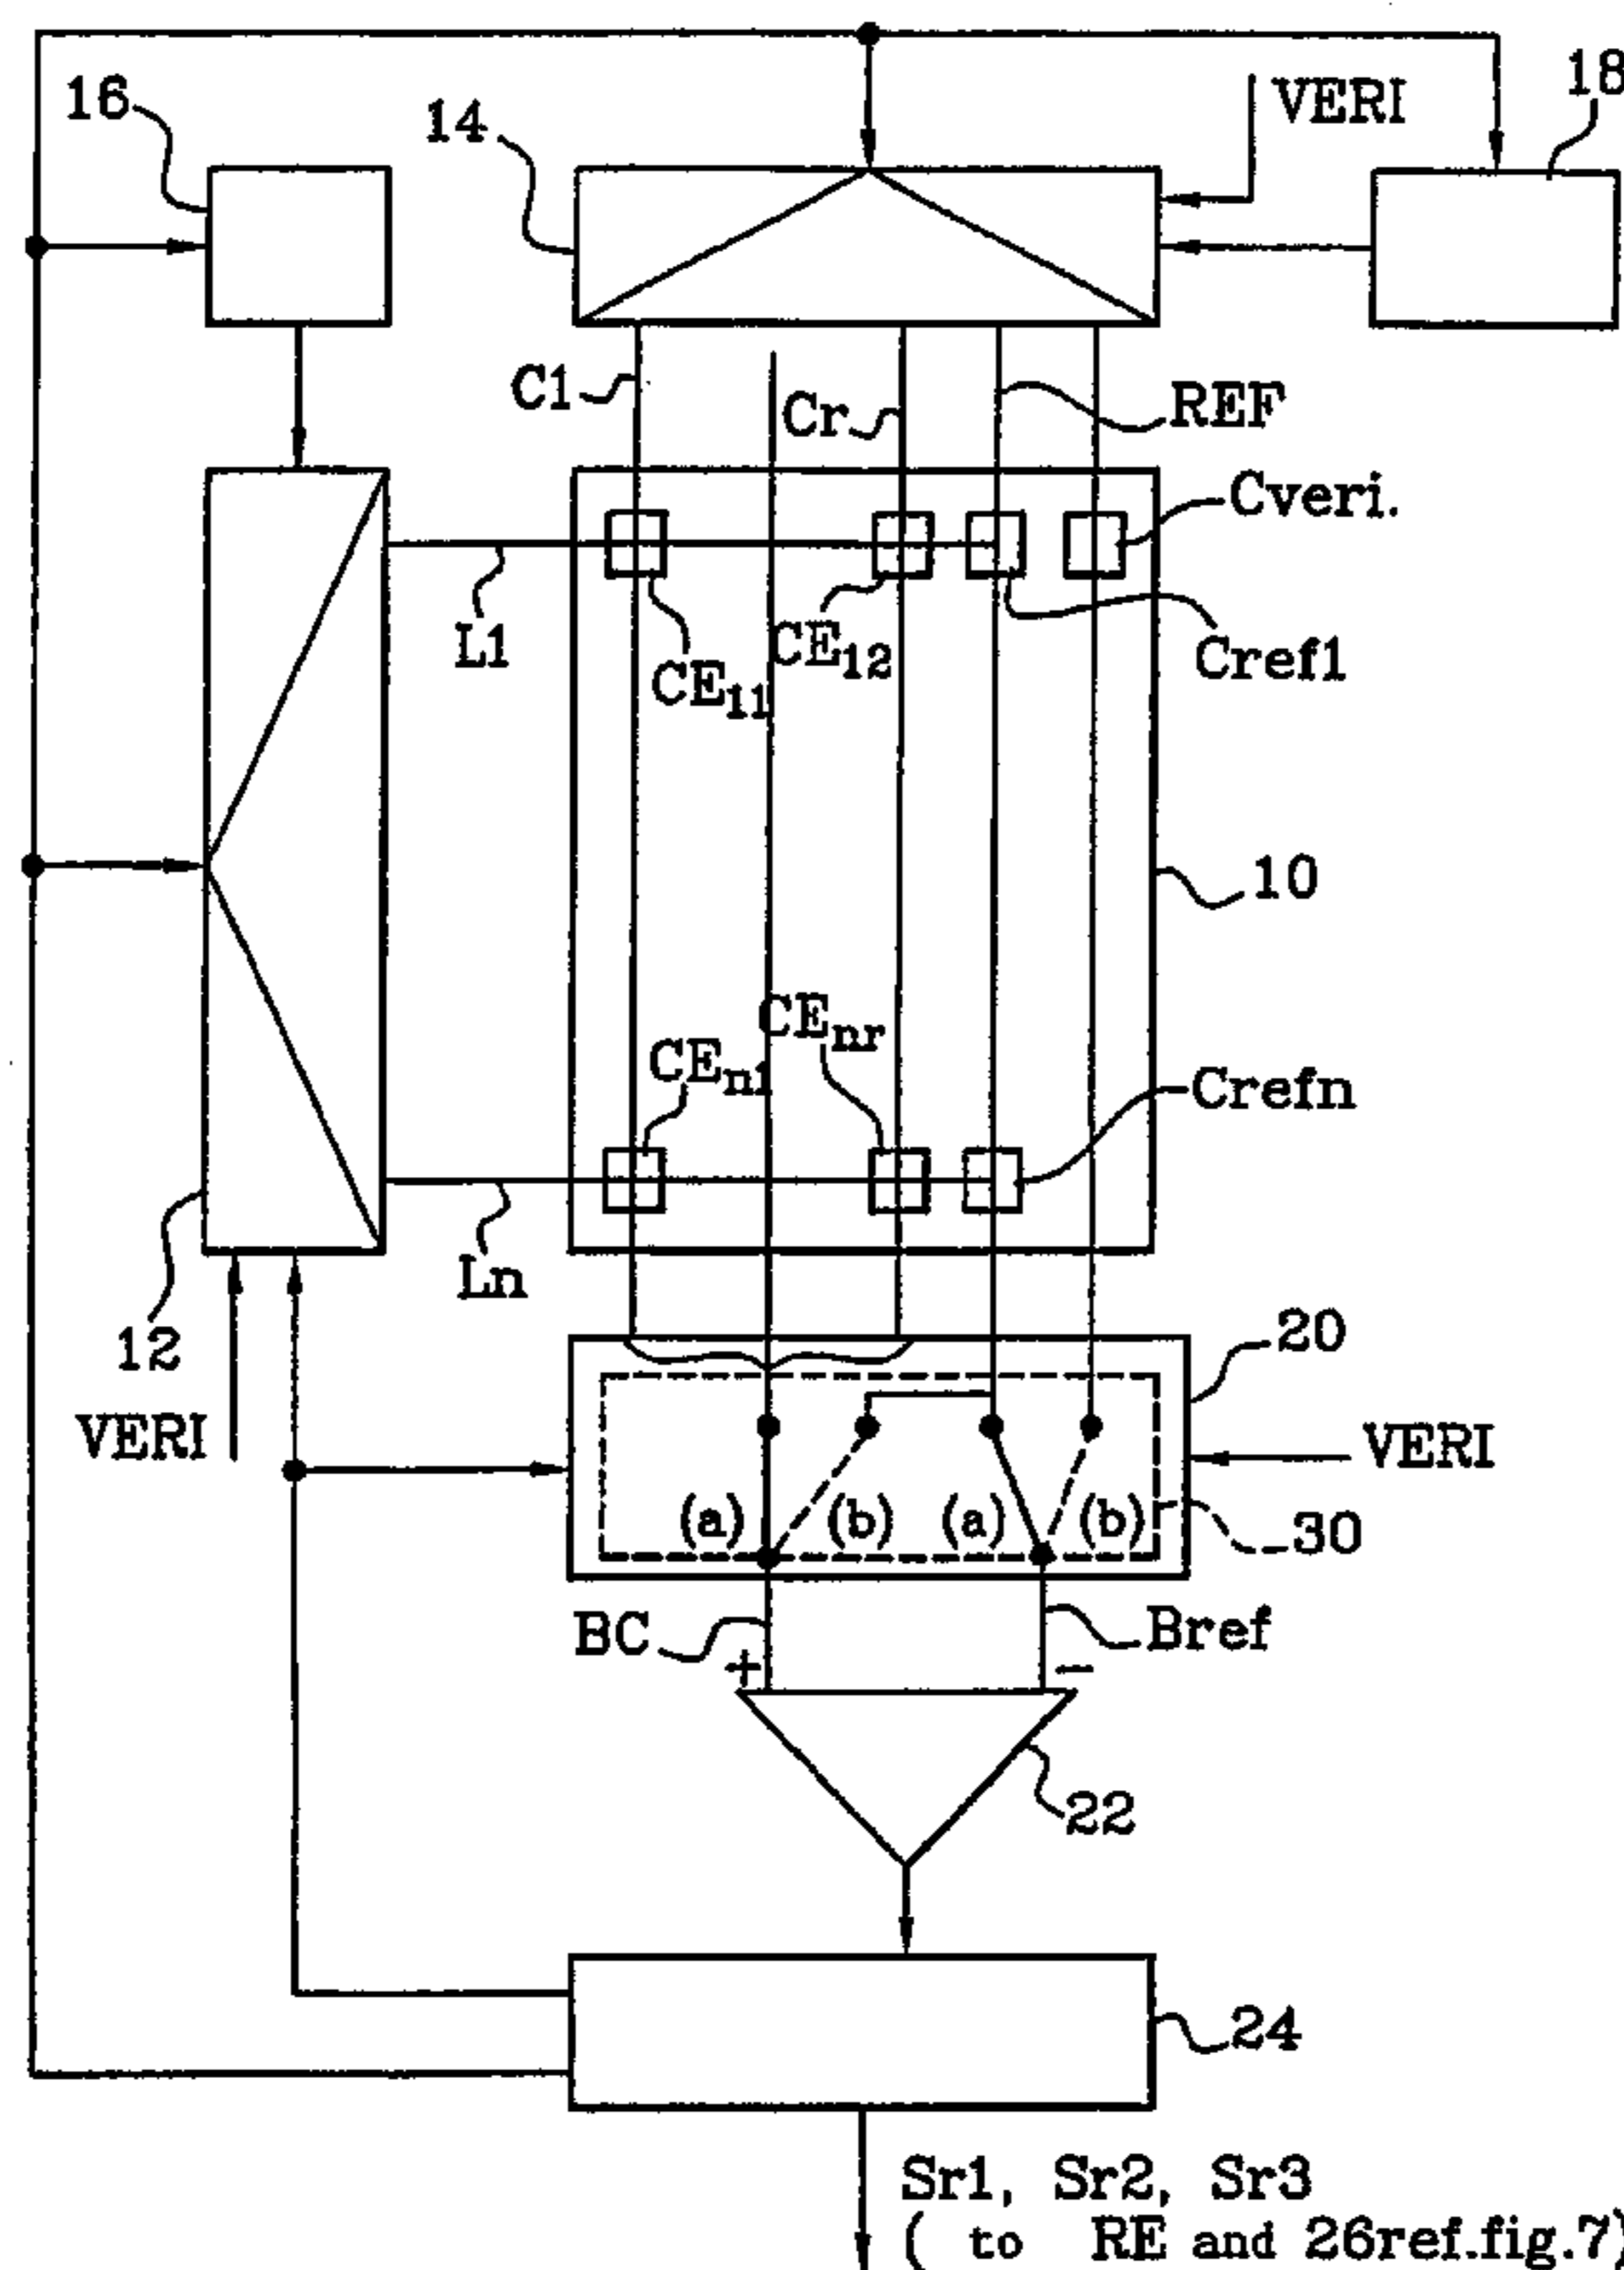 16
14
VERI
18
C1
Cr
REF
Cveri.
L1
CE11
CE12
Cref1
10
CEn1
CEnr
Crefn
Ln
12
VERI
20
VERI
(a)
(b)
(a)
(b)
30
BC
Bref
+
−
22
24
Sr1, Sr2, Sr3
( to RE and 26ref.fig.7)